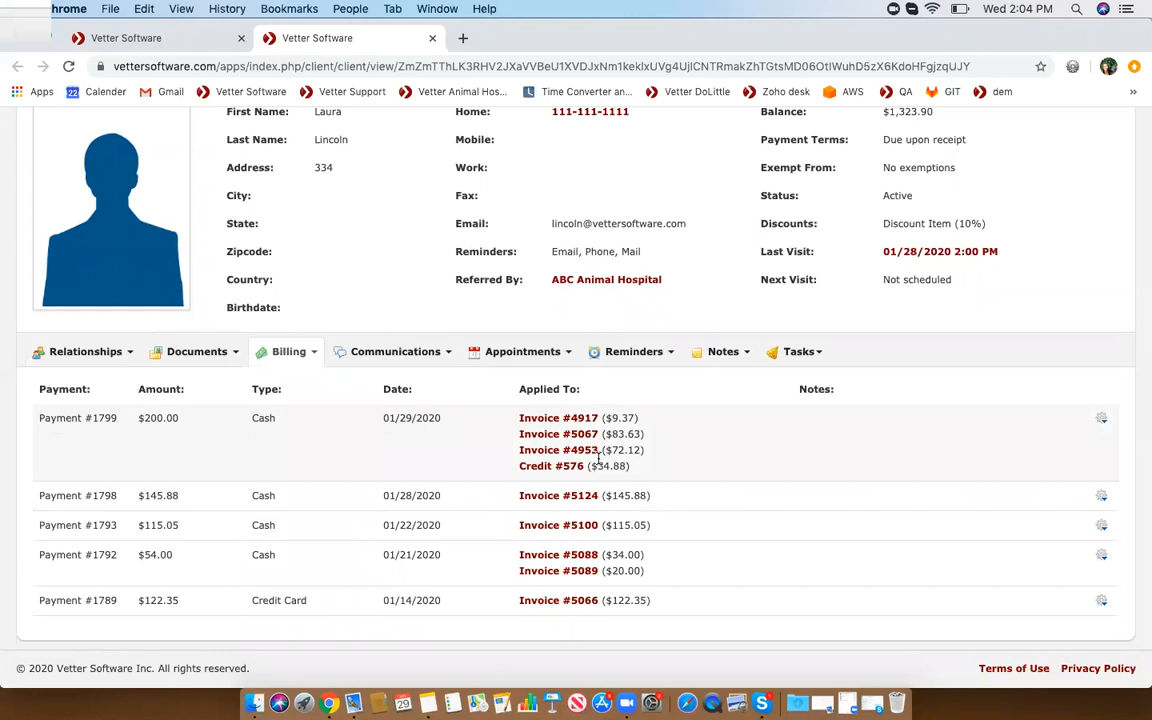 hrome File Edit View History Bookmarks People Tab Window Help Wed 2:04 PM
Vetter Software Vetter Software
vettersoftware.com/apps/index.php/client/client/view/
Apps Calender Gmail Vetter Software Vetter Support Vetter Animal Hos... Time Converter an... Vetter DoLittle Zoho desk AWS QA GIT dem »
First Name: Laura Home: 111-111-1111 Balance: $1,323.90
Last Name: Lincoln Mobile: Payment Terms: Due upon receipt
Address: 334 Work: Exempt From: No exemptions
City: Fax: Status: Active
State: Email: lincoln@vettersoftware.com Discounts: Discount Item (10%)
Zipcode: Reminders: Email, Phone, Mail Last Visit: 01/28/2020 2:00 PM
Country: Referred By: ABC Animal Hospital Next Visit: Not scheduled
Birthdate:
Relationships Documents Billing Communications Appointments Reminders Notes Tasks
Payment: Amount: Type: Date: Applied To: Notes:
Payment #1799 $200.00 Cash 01/29/2020 Invoice #4917 ($9.37)
Invoice #5067 ($83.63)
Invoice #4953 ($72.12)
Credit #576 ($34.88)
Payment #1798 $145.88 Cash 01/28/2020 Invoice #5124 ($145.88)
Payment #1793 $115.05 Cash 01/22/2020 Invoice #5100 ($115.05)
Payment #1792 $54.00 Cash 01/21/2020 Invoice #5088 ($34.00)
Invoice #5089 ($20.00)
Payment #1789 $122.35 Credit Card 01/14/2020 Invoice #5066 ($122.35)
© 2020 Vetter Software Inc. All rights reserved. Terms of Use Privacy Policy